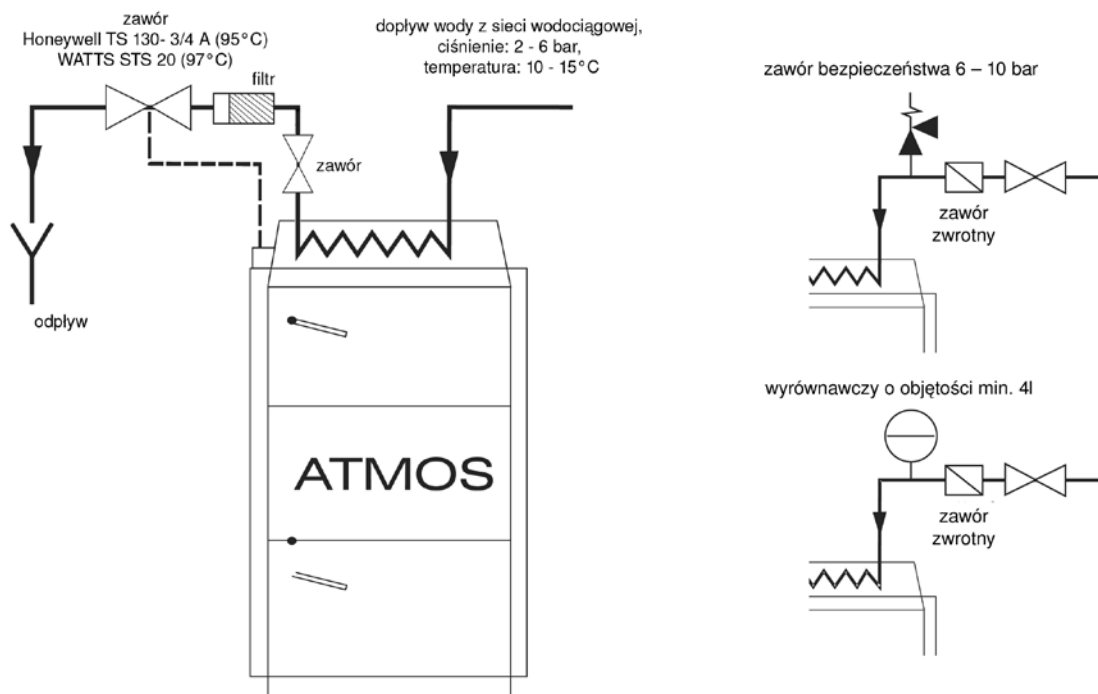 zawór
Honeywell TS 130- 3/4 A (95°C)
WATTS STS 20 (97°C)
filtr
zawór
odpływ
dopływ wody z sieci wodociągowej,
ciśnienie: 2 - 6 bar,
temperatura: 10 - 15°C
ATMOS
zawór bezpieczeństwa 6 – 10 bar
zawór
zwrotny
wyrównawczy o objętości min. 4l
zawór
zwrotny